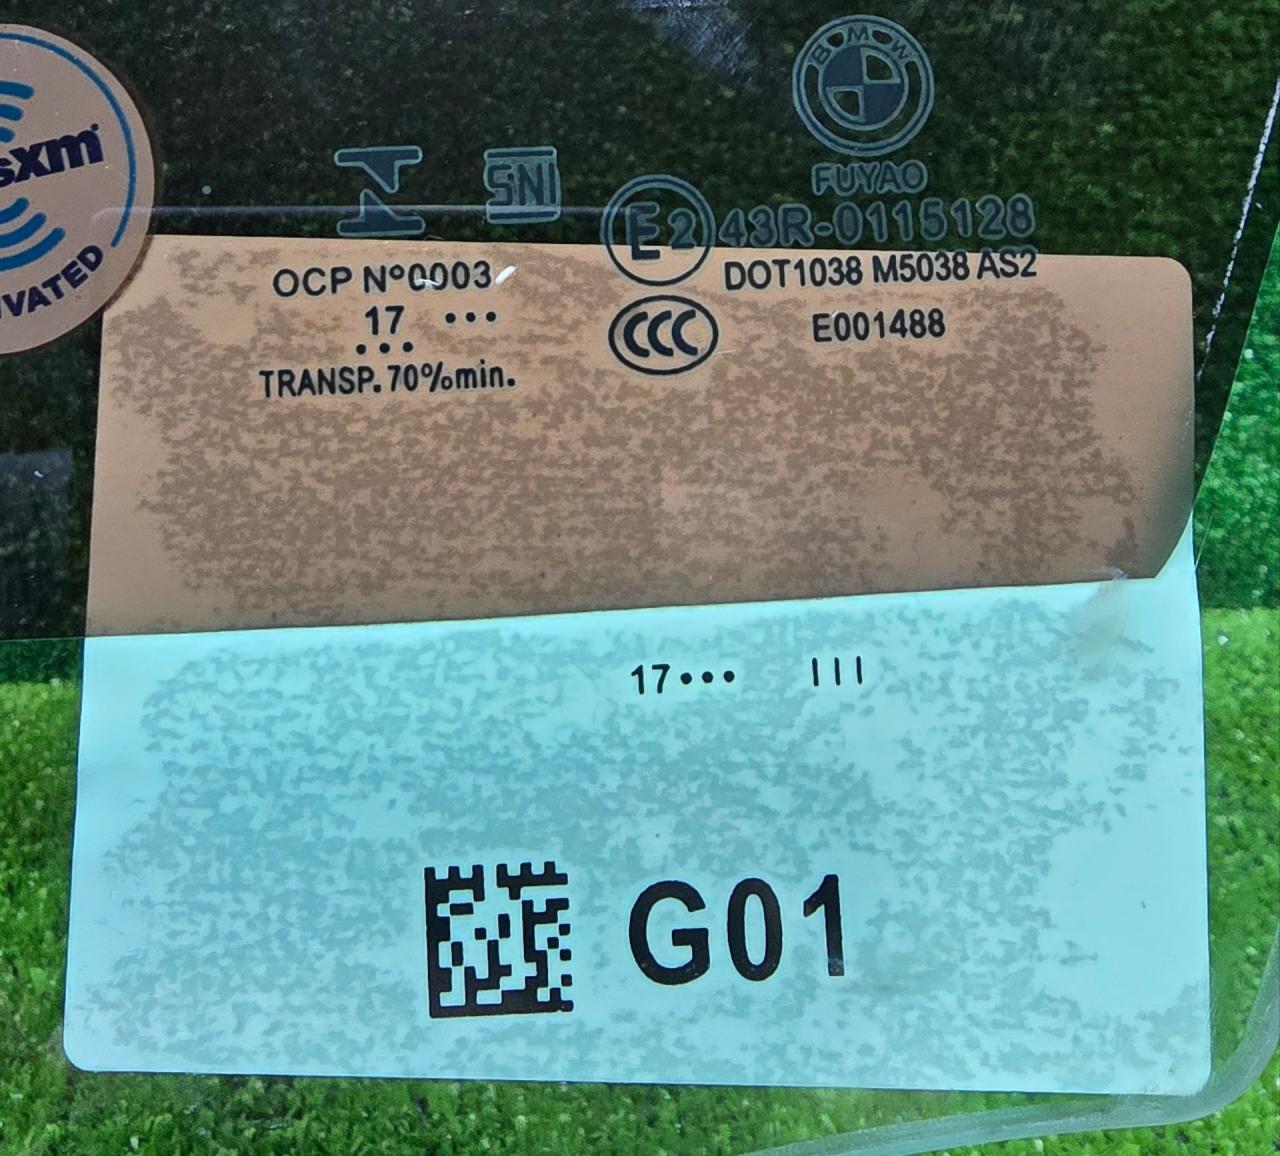 BMW
FUYAO
SNI
sxm
VATED
E2 43R-0115128
OCP Nº0003
DOT1038 M5038 AS2
17 •••
•••
CCC
E001488
TRANSP. 70%min.
17••• III
G01